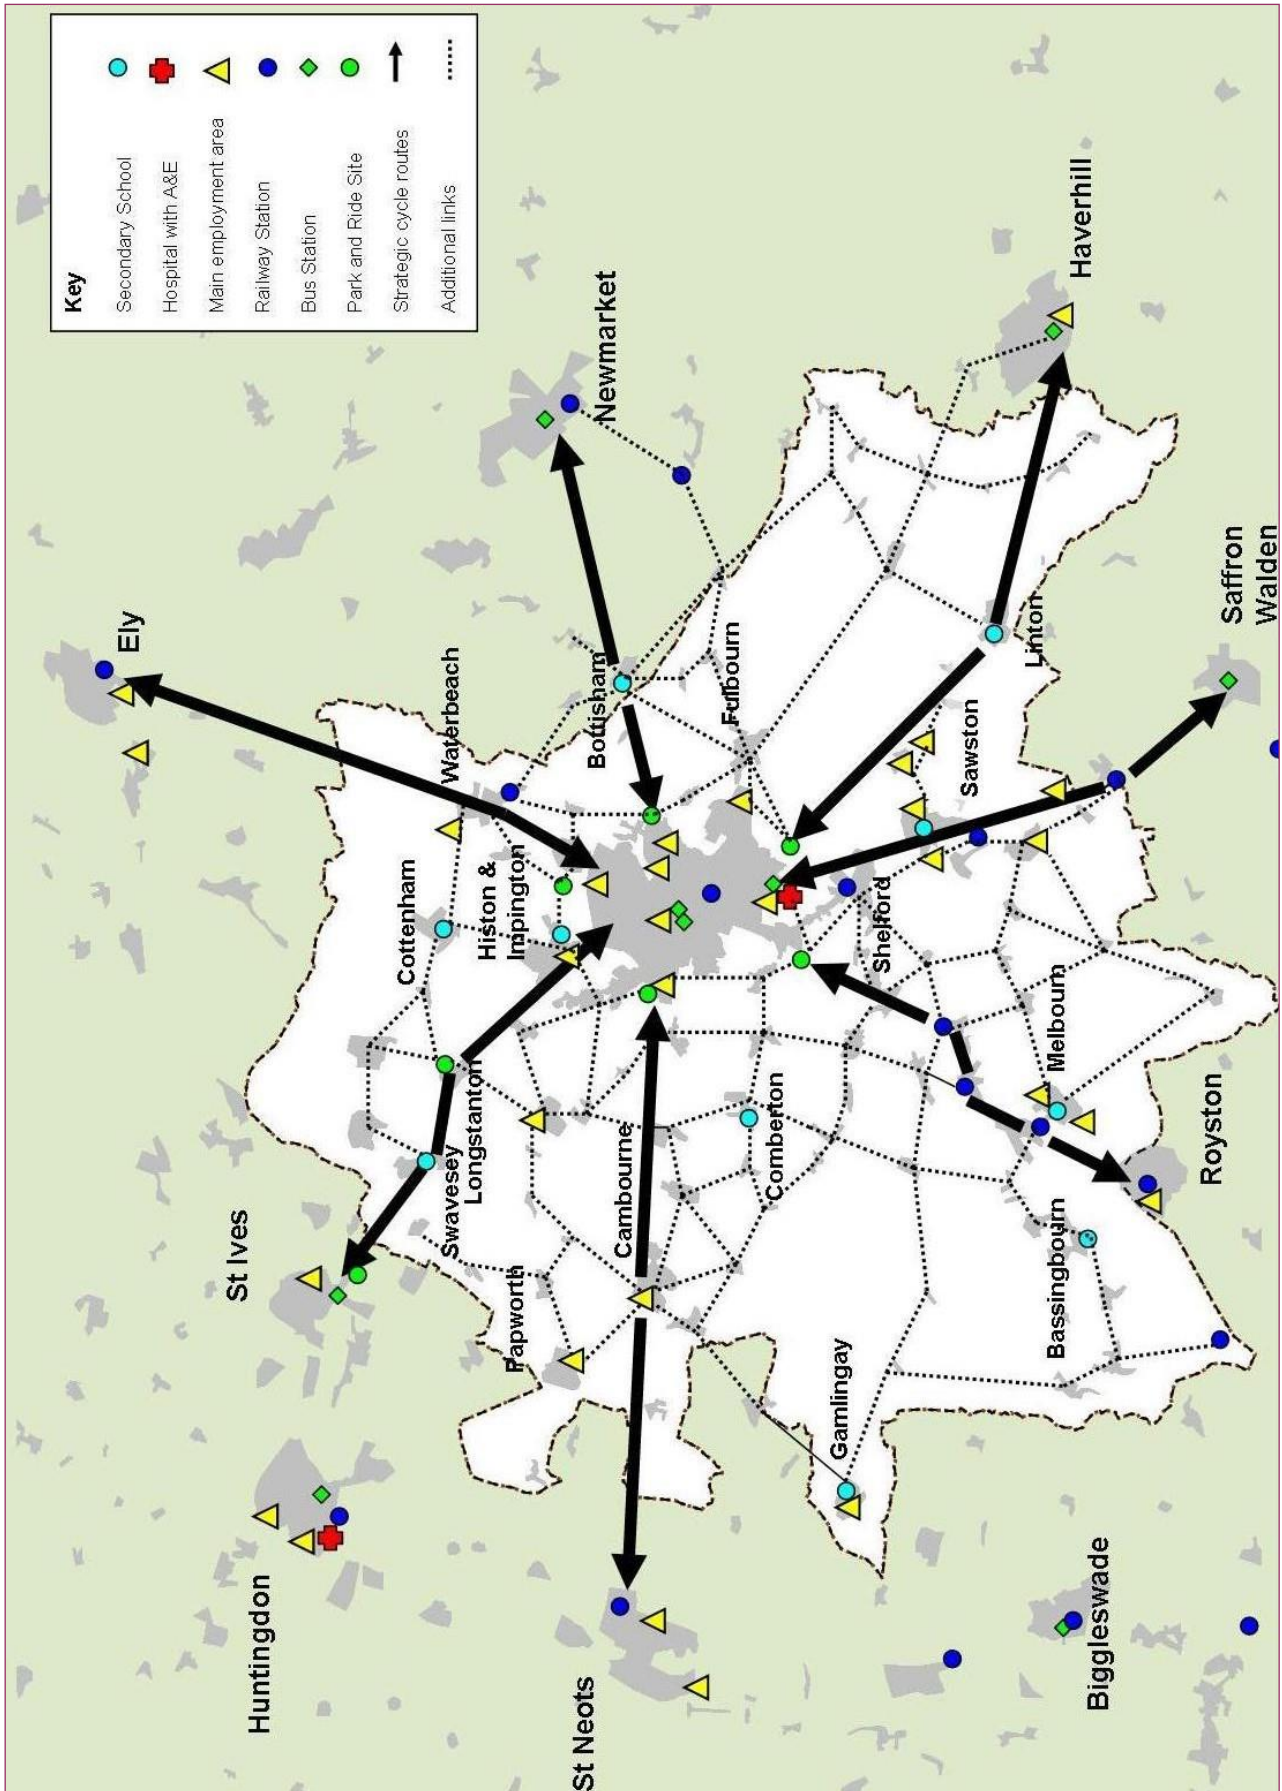 Key
Secondary School
Hospital with A&E
Main employment area
Railway Station
Bus Station
Park and Ride Site
Strategic cycle routes
Additional links
Ely
Newmarket
Haverhill
Saffron
Walden
Waterbeach
Bottisham
Fulbourn
Linton
Sawston
Cottenham
Histon &
Impington
Shelford
Melbourn
Royston
St Ives
Swavesey
Longstanton
Cambourne
Comberton
Papworth
Bassingbourn
Gamlingay
Huntingdon
St Neots
Biggleswade